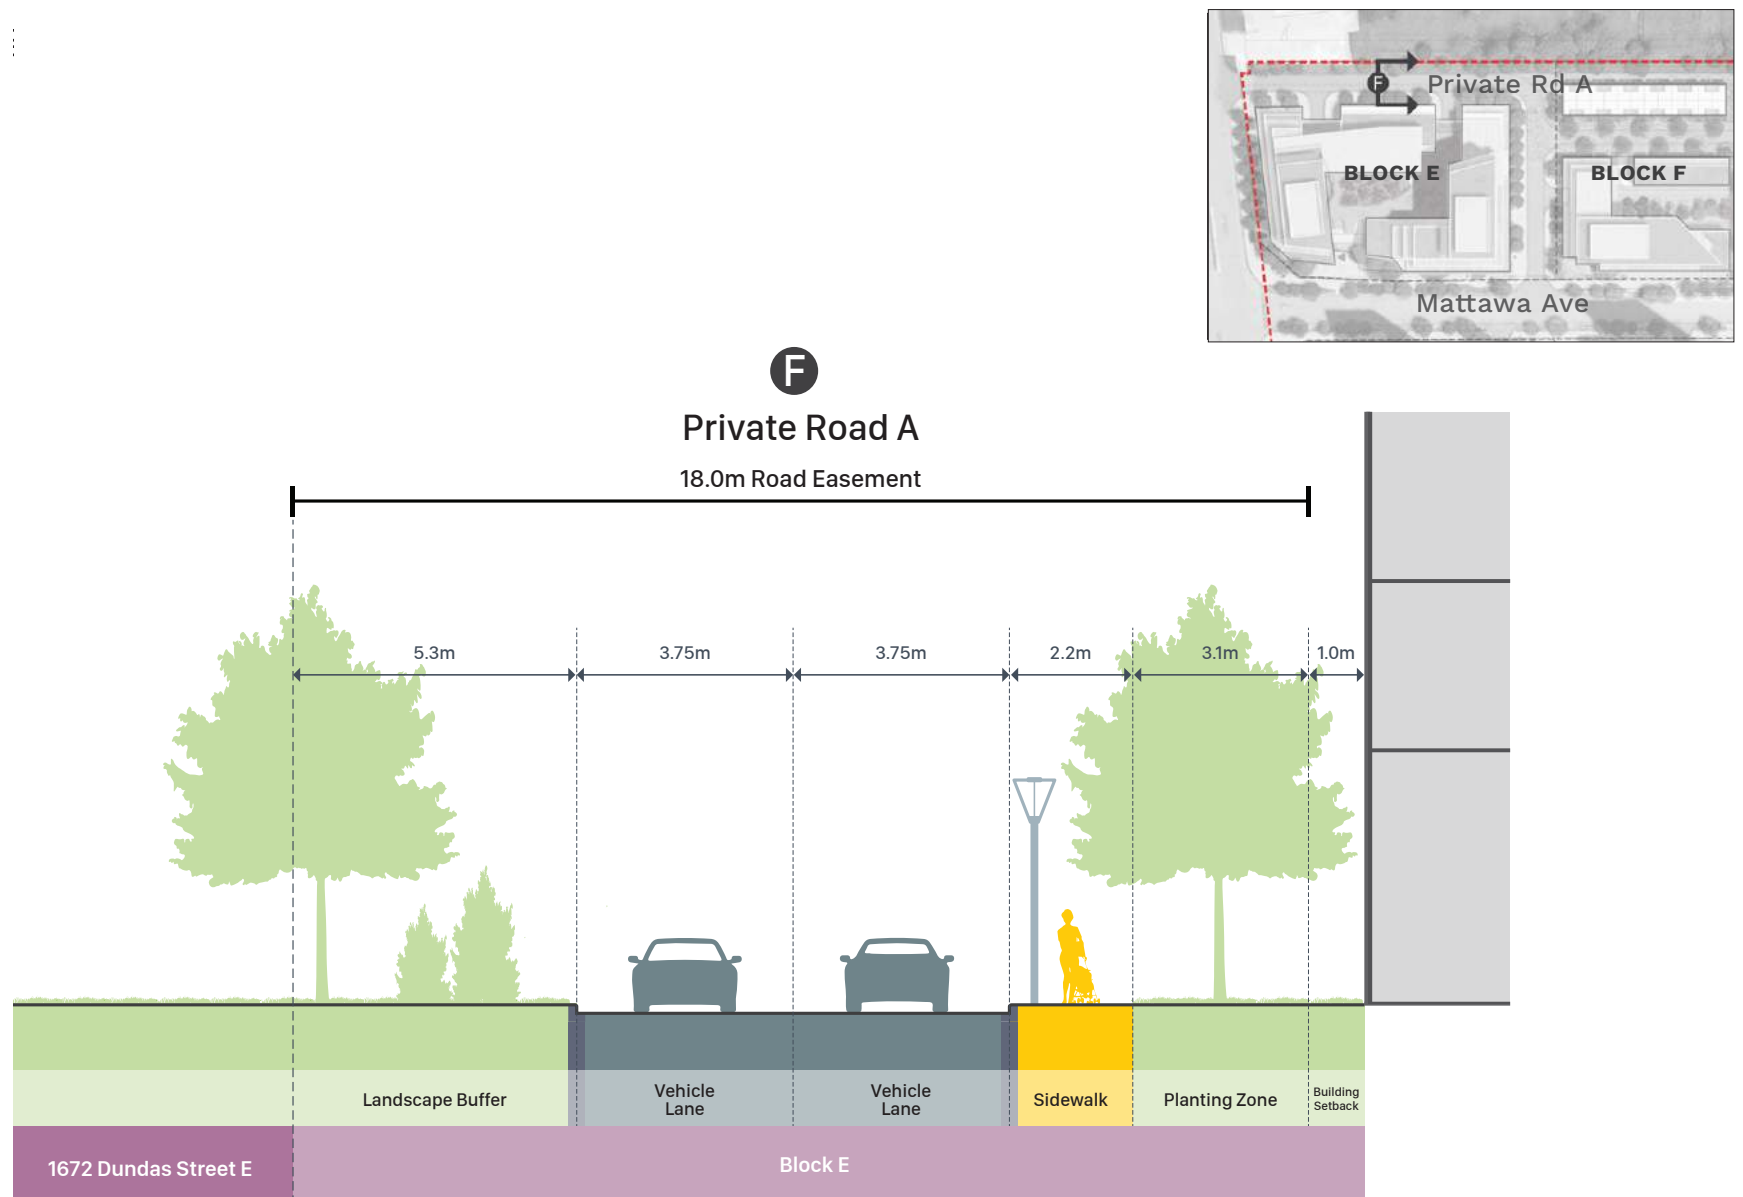 F
Private Rd A
BLOCK E
BLOCK F
Mattawa Ave
F
Private Road A
18.0m Road Easement
5.3m
3.75m
3.75m
2.2m
3.1m
1.0m
Landscape Buffer
Vehicle
Lane
Vehicle
Lane
Sidewalk
Planting Zone
Building
Setback
1672 Dundas Street E
Block E